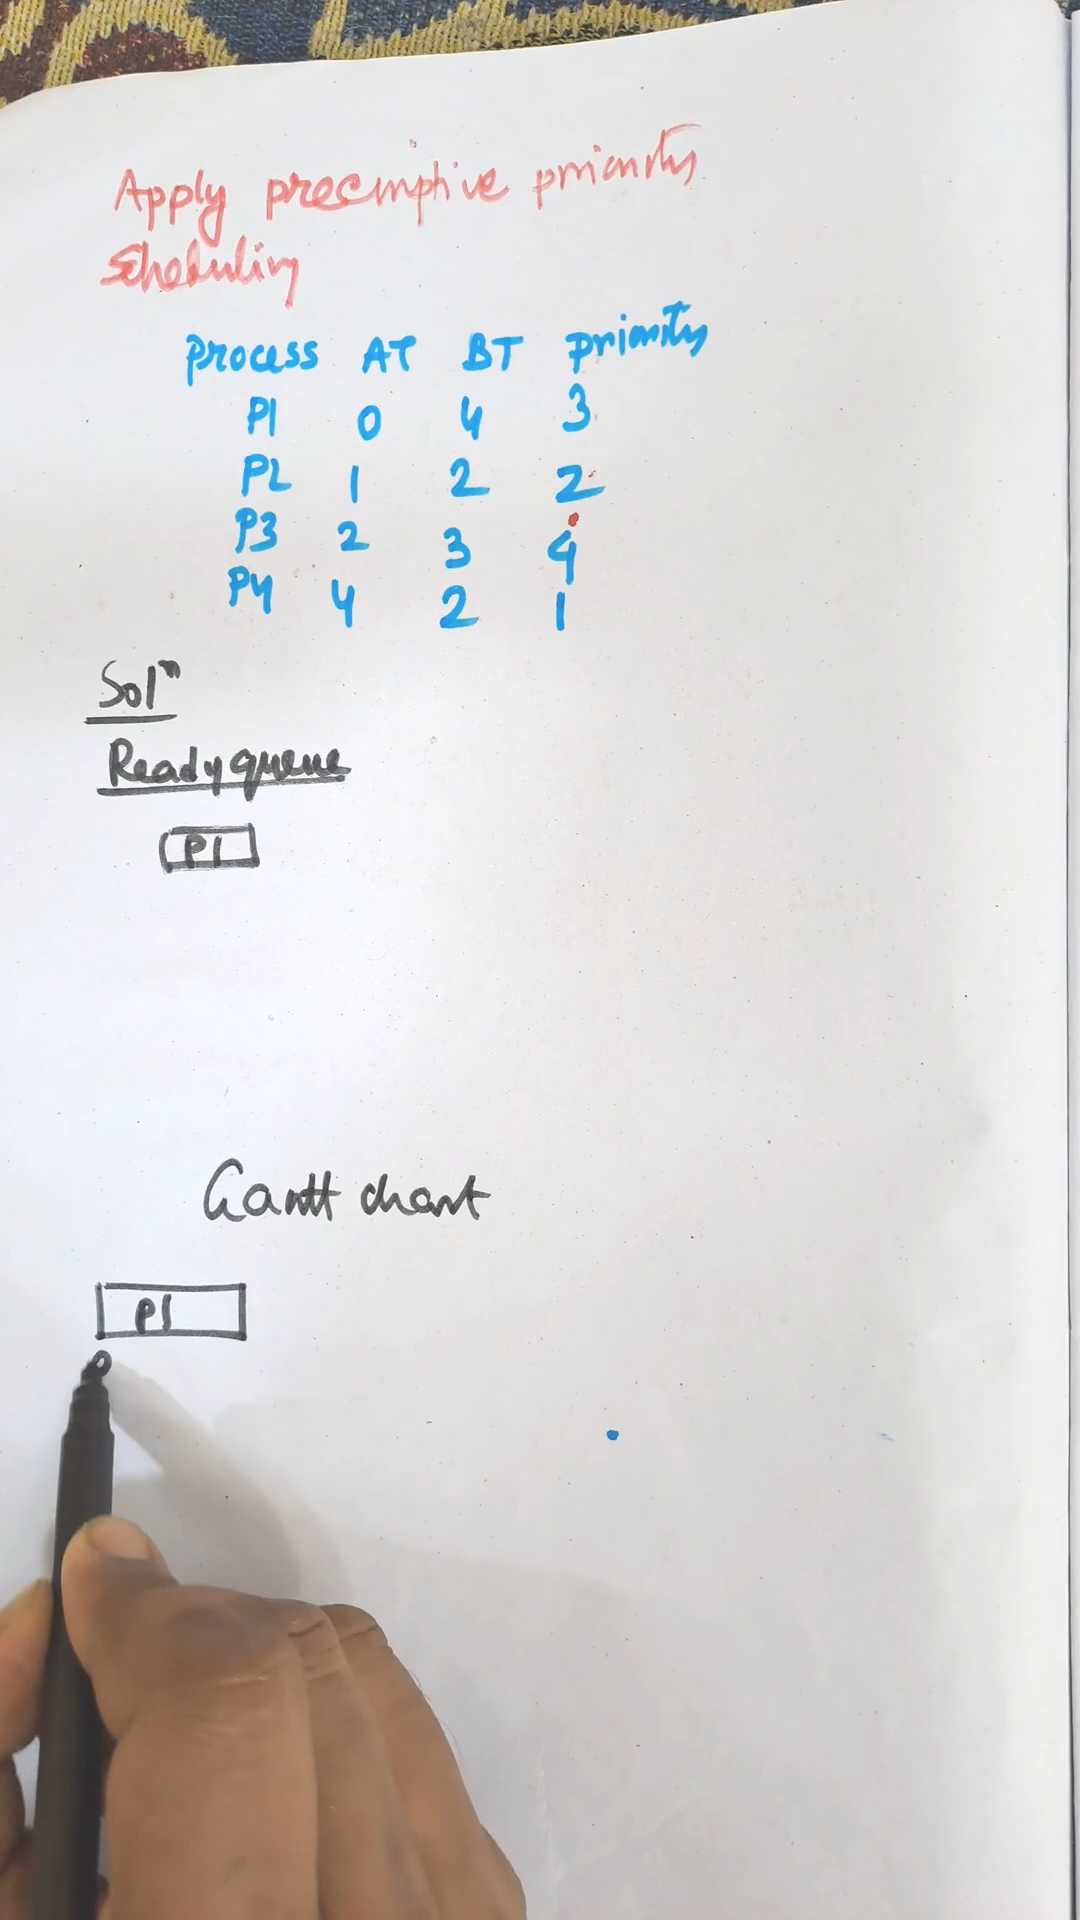 Apply preemptive priority
scheduling
Process AT BT Priority
P1 0 4 3
P2 1 2 2
P3 2 3 4
P4 4 2 1
Solⁿ
Ready queue
P1
Gantt chart
P1
0